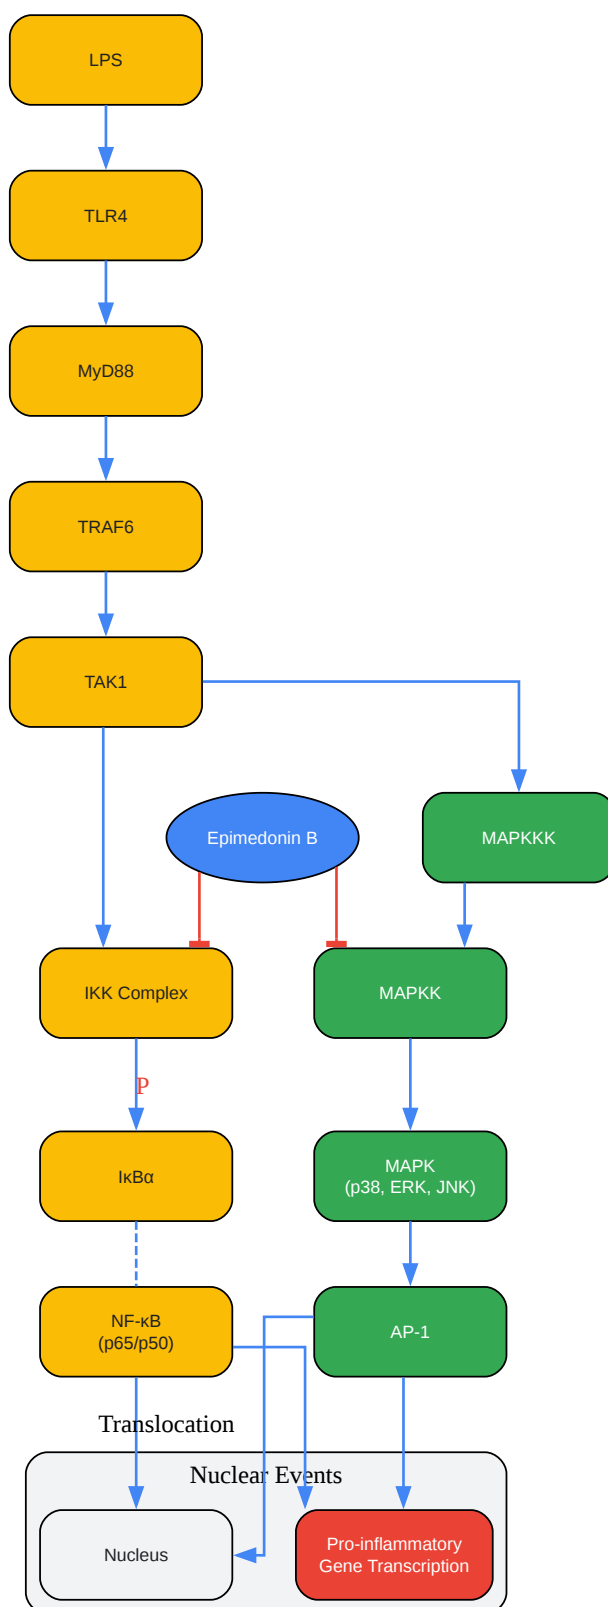 LPS
TLR4
MyD88
TRAF6
TAK1
Epimedonin B
MAPKKK
IKK Complex
MAPKK
P
IκBα
MAPK
(p38, ERK, JNK)
NF-κB
(p65/p50)
AP-1
Translocation
Nuclear Events
Nucleus
Pro-inflammatory
Gene Transcription